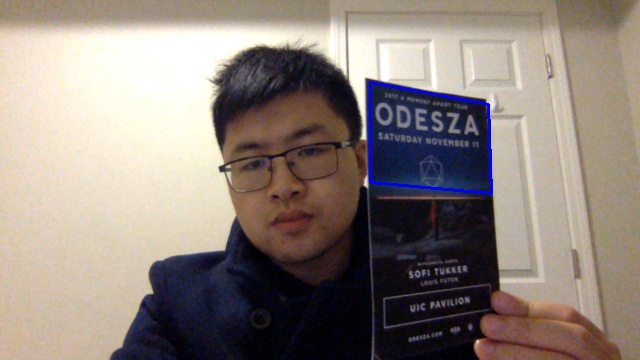 2017 A MOMENT APART TOUR
ODESZA
SATURDAY NOVEMBER 11
SOFI TUKKER
LOUIS FUTON
UIC PAVILION
ODESZA.COM